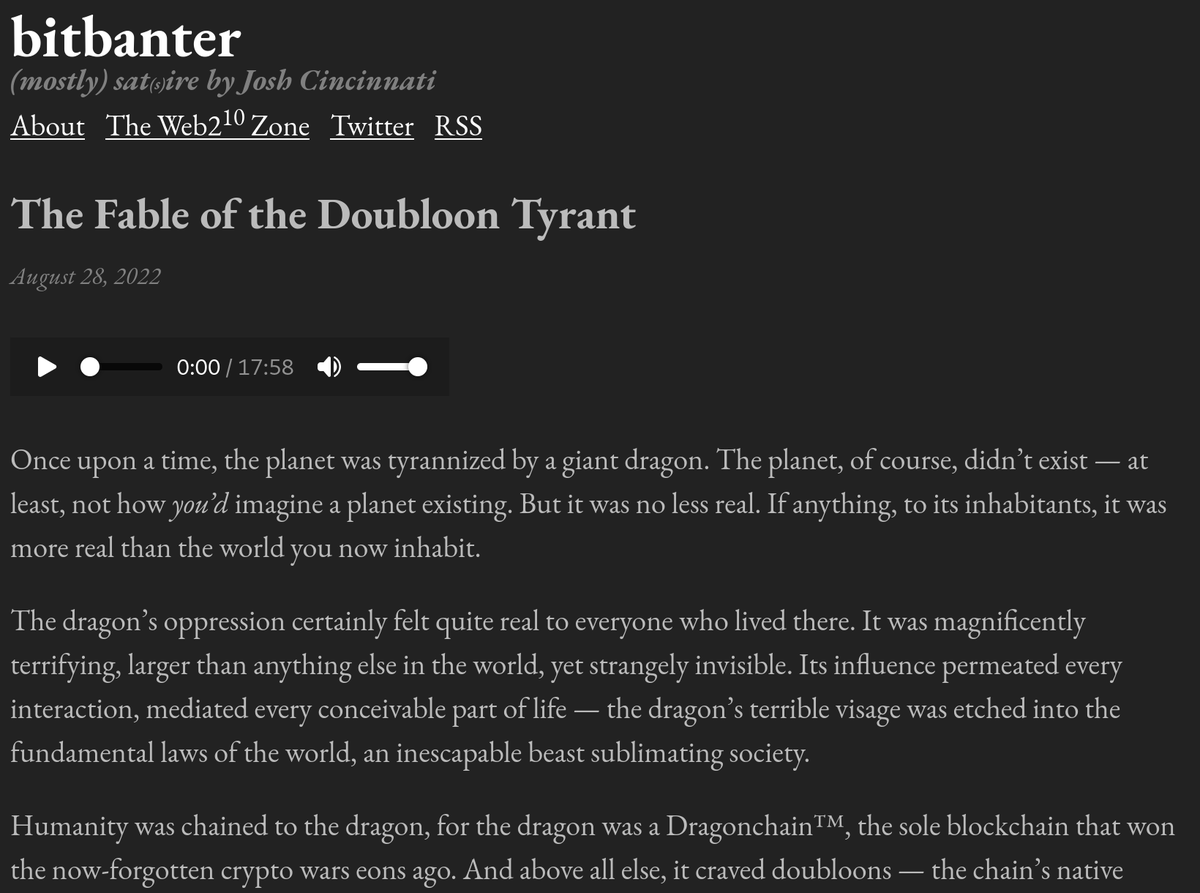 bitbanter
(mostly) sat(s)ire by Josh Cincinnati
About The Web2¹⁰ Zone Twitter RSS
The Fable of the Doubloon Tyrant
August 28, 2022
0:00 / 17:58
Once upon a time, the planet was tyrannized by a giant dragon. The planet, of course, didn’t exist — at
least, not how you’d imagine a planet existing. But it was no less real. If anything, to its inhabitants, it was
more real than the world you now inhabit.
The dragon’s oppression certainly felt quite real to everyone who lived there. It was magnificently
terrifying, larger than anything else in the world, yet strangely invisible. Its influence permeated every
interaction, mediated every conceivable part of life — the dragon’s terrible visage was etched into the
fundamental laws of the world, an inescapable beast sublimating society.
Humanity was chained to the dragon, for the dragon was a Dragonchain™, the sole blockchain that won
the now-forgotten crypto wars eons ago. And above all else, it craved doubloons — the chain’s native